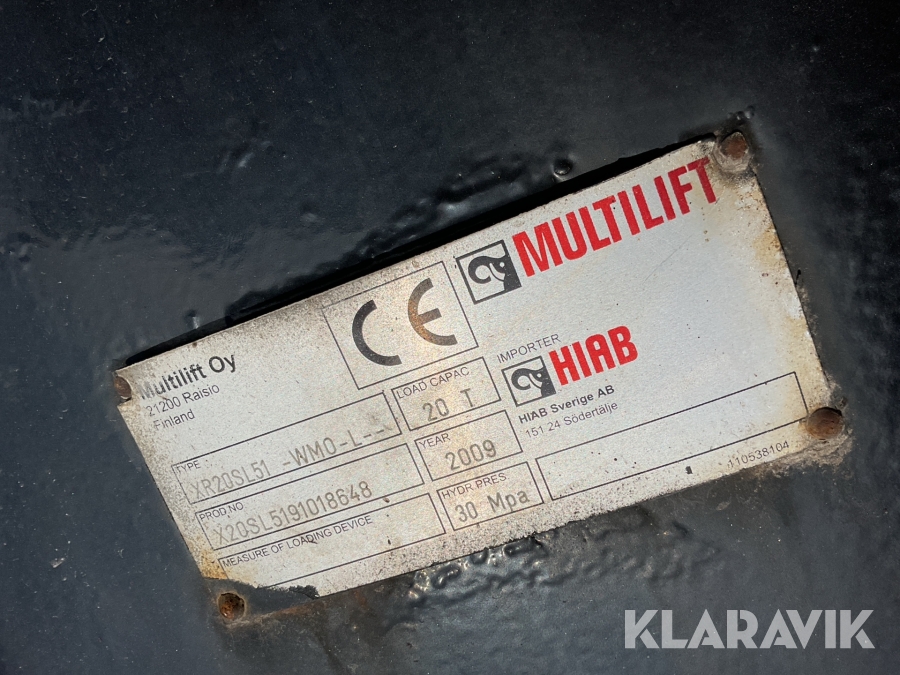 MULTILIFT
CE
Multilift Oy
21200 Raisio
Finland
LOAD CAPAC.
20 T
IMPORTER
HIAB
HIAB Sverige AB
151 24 Södertälje
TYPE
XR20SL51 -WMO-L--
YEAR
2009
PROD.NO
X20SL5191018648
HYDR.PRES.
30 Mpa
MEASURE OF LOADING DEVICE
110538104
KLARAVIK